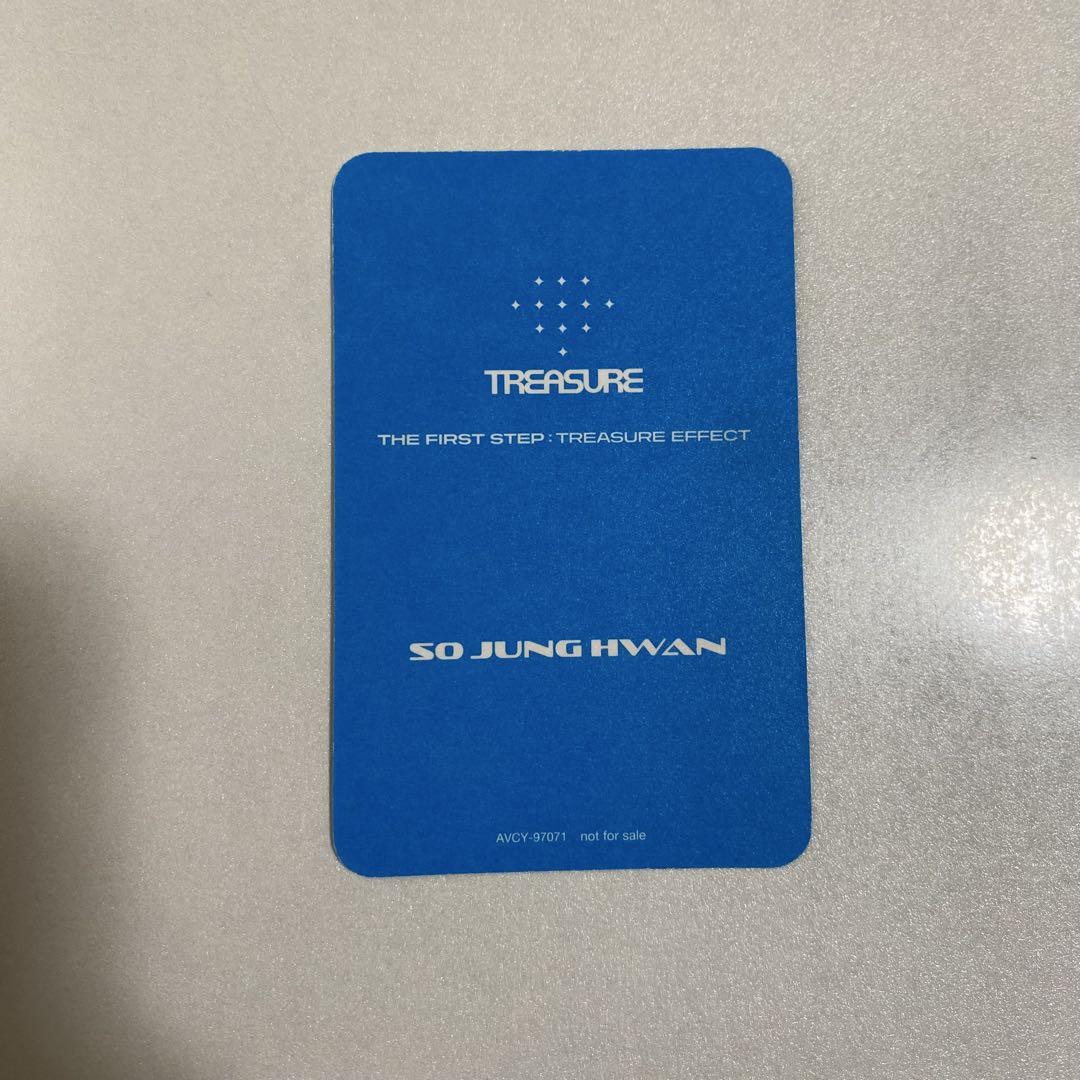 TREASURE
THE FIRST STEP : TREASURE EFFECT
SO JUNG HWAN
AVCY-97071 not for sale